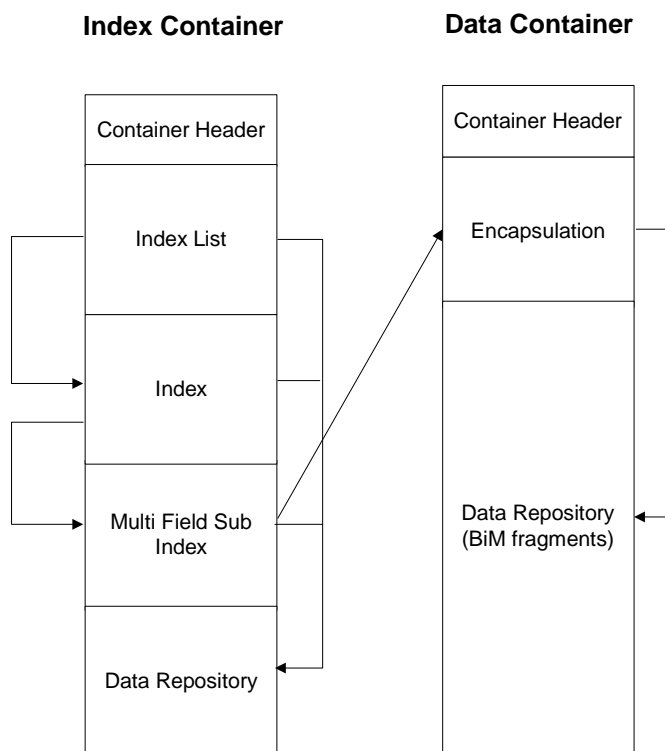 Index Container
Container Header
Index List
Index
Multi Field Sub
Index
Data Repository
Data Container
Container Header
Encapsulation
Data Repository
(BiM fragments)